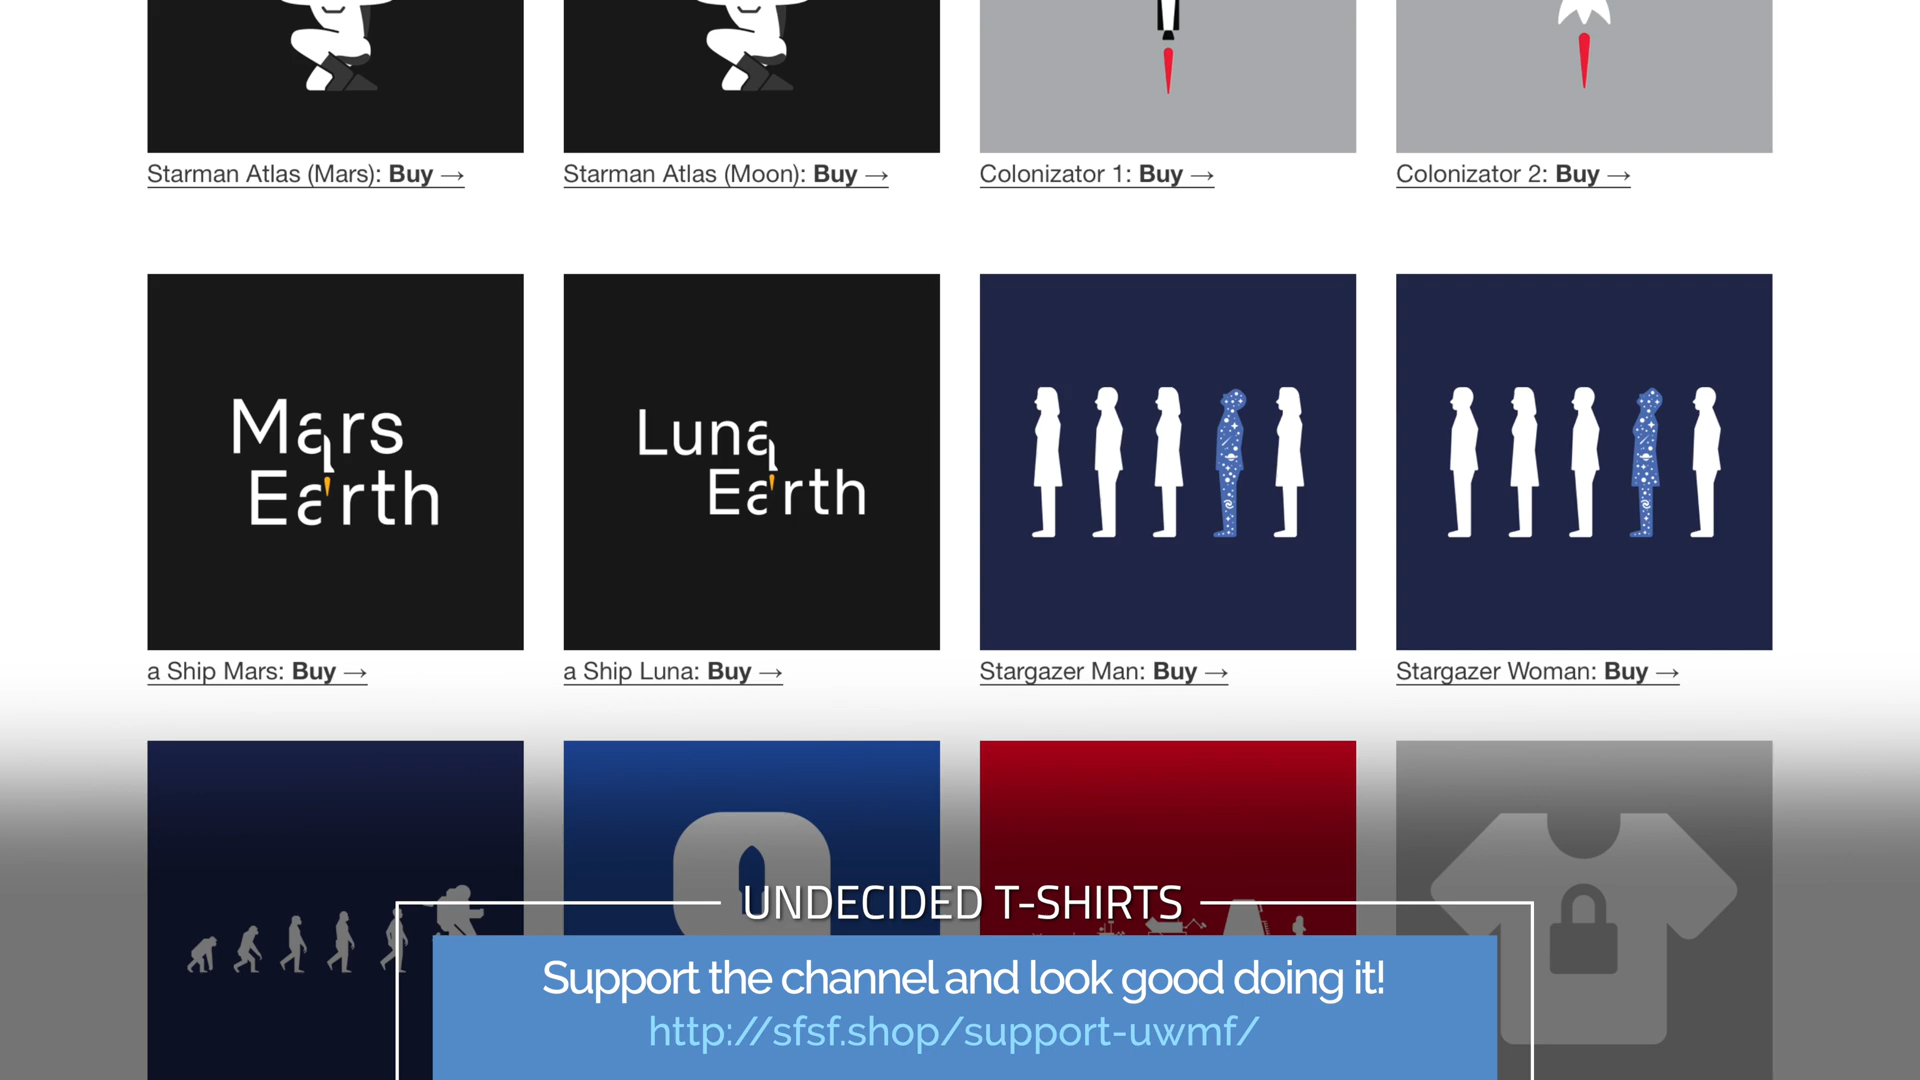 Starman Atlas (Mars): Buy →
Starman Atlas (Moon): Buy →
Colonizator 1: Buy →
Colonizator 2: Buy →
Mars
Earth
Luna
Earth
a Ship Mars: Buy →
a Ship Luna: Buy →
Stargazer Man: Buy →
Stargazer Woman: Buy →
UNDECIDED T-SHIRTS
Support the channel and look good doing it!
http://sfsf.shop/support-uwmf/